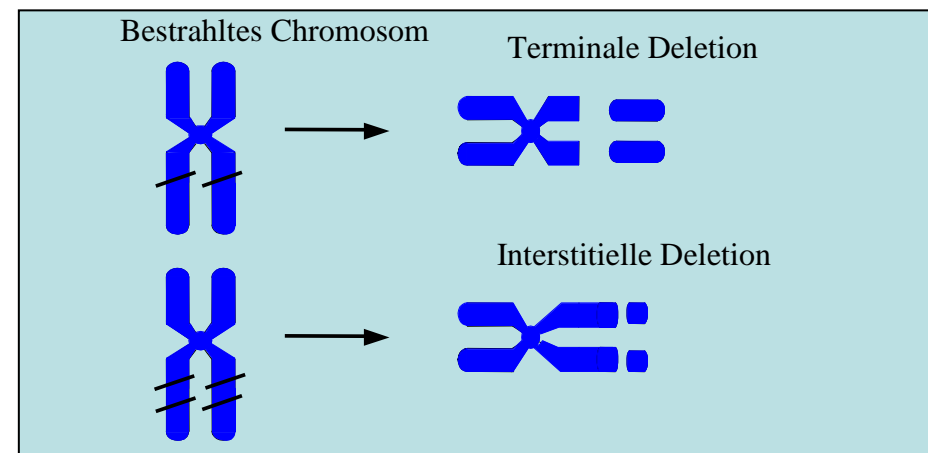 Bestrahltes Chromosom
Terminale Deletion
Interstitielle Deletion